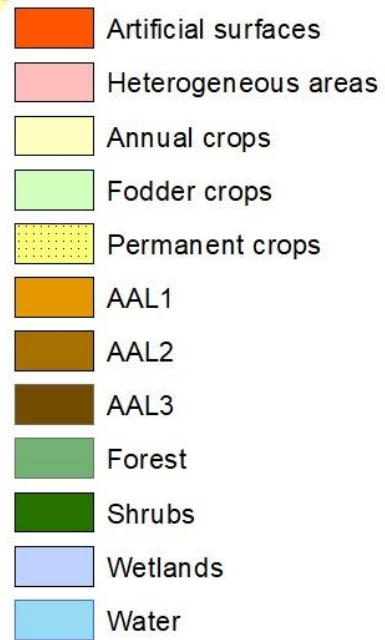 Artificial surfaces
Heterogeneous areas
Annual crops
Fodder crops
Permanent crops
AAL1
AAL2
AAL3
Forest
Shrubs
Wetlands
Water